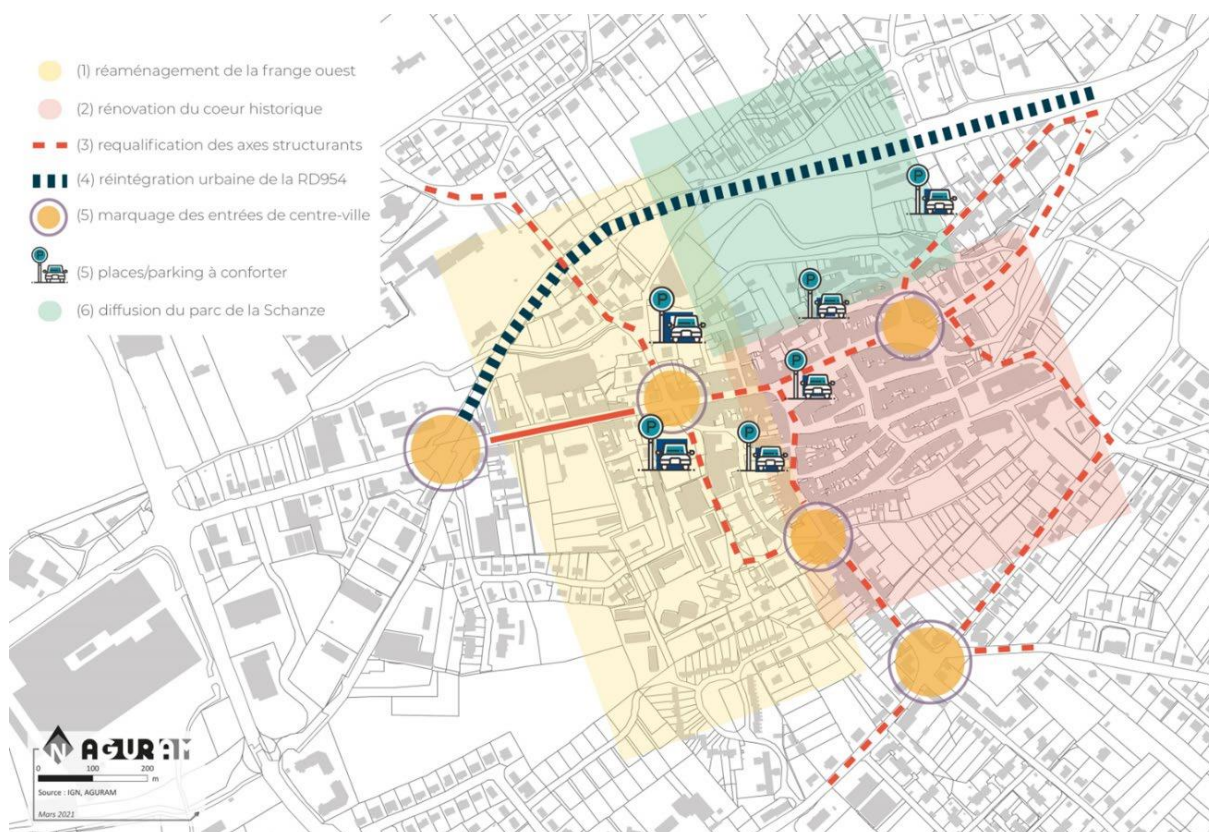 (1) réaménagement de la frange ouest
(2) rénovation du coeur historique
(3) requalification des axes structurants
(4) réintégration urbaine de la RD954
(5) marquage des entrées de centre-ville
P
(5) places/parking à conforter
(6) diffusion du parc de la Schanze
P
P
P
P
P
P
N AGURAM
0 100 200
m
Source : IGN, AGURAM
Mars 2021